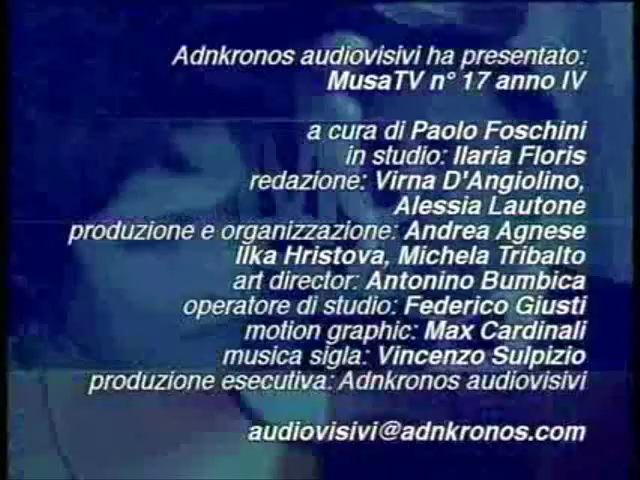 Adnkronos audiovisivi ha presentato:
MusaTV n° 17 anno IV
a cura di Paolo Foschini
in studio: Ilaria Floris
redazione: Virna D'Angiolino,
Alessia Lautone
produzione e organizzazione: Andrea Agnese
Ilka Hristova, Michela Tribalto
art director: Antonino Bumbica
operatore di studio: Federico Giusti
motion graphic: Max Cardinali
musica sigla: Vincenzo Sulpizio
produzione esecutiva: Adnkronos audiovisivi
audiovisivi@adnkronos.com